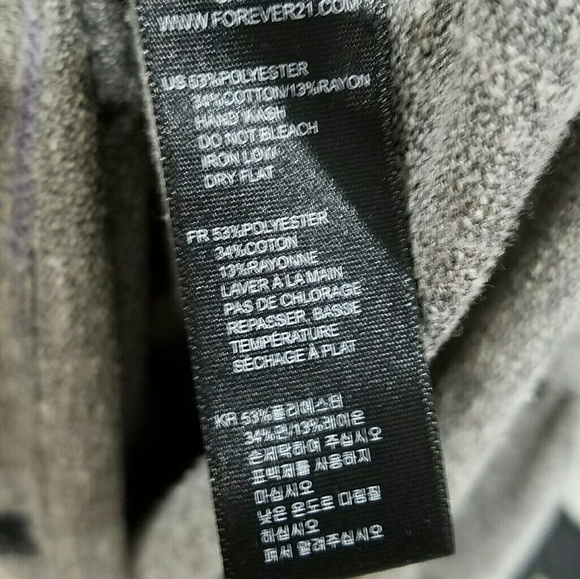 WWW.FOREVER21.COM
US 53%POLYESTER
34%COTTON/13%RAYON
HAND WASH
DO NOT BLEACH
IRON LOW
DRY FLAT
FR 53%POLYESTER
34%COTON
13%RAYONNE
LAVER À LA MAIN
PAS DE CHLORAGE
REPASSER, BASSE
TEMPÉRATURE
SÉCHAGE À PLAT
KR 53%폴리에스터
34%면/13%레이온
손세탁하여 주십시오
표백제를 사용하지
마십시오
낮은 온도로 다림질
하십시오
펴서 말려주십시오